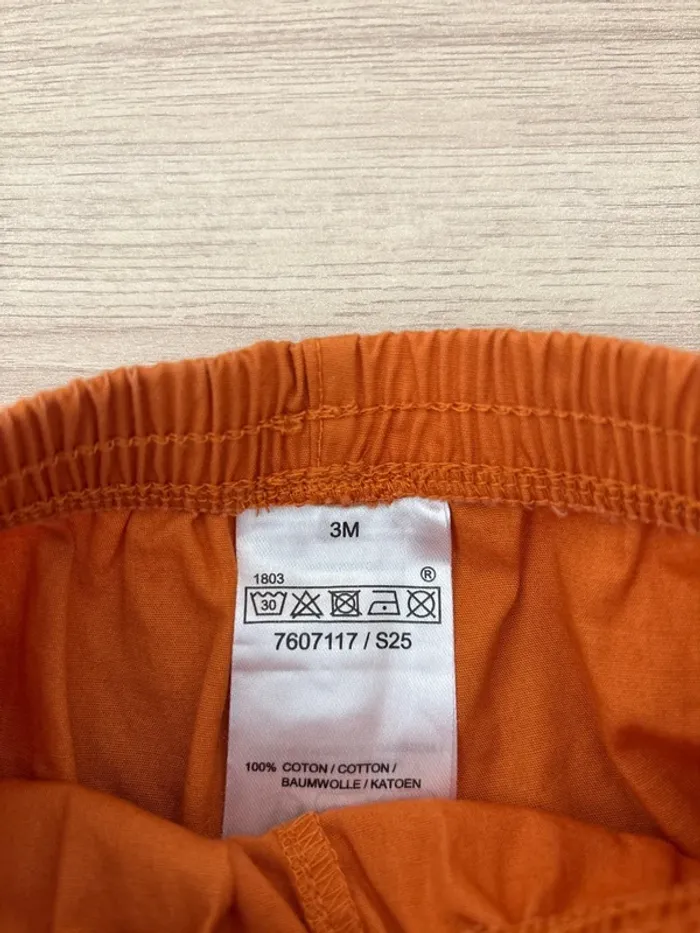 3M
1803 ®
30
7607117 / S25
100% COTON / COTTON /
BAUMWOLLE / KATOEN